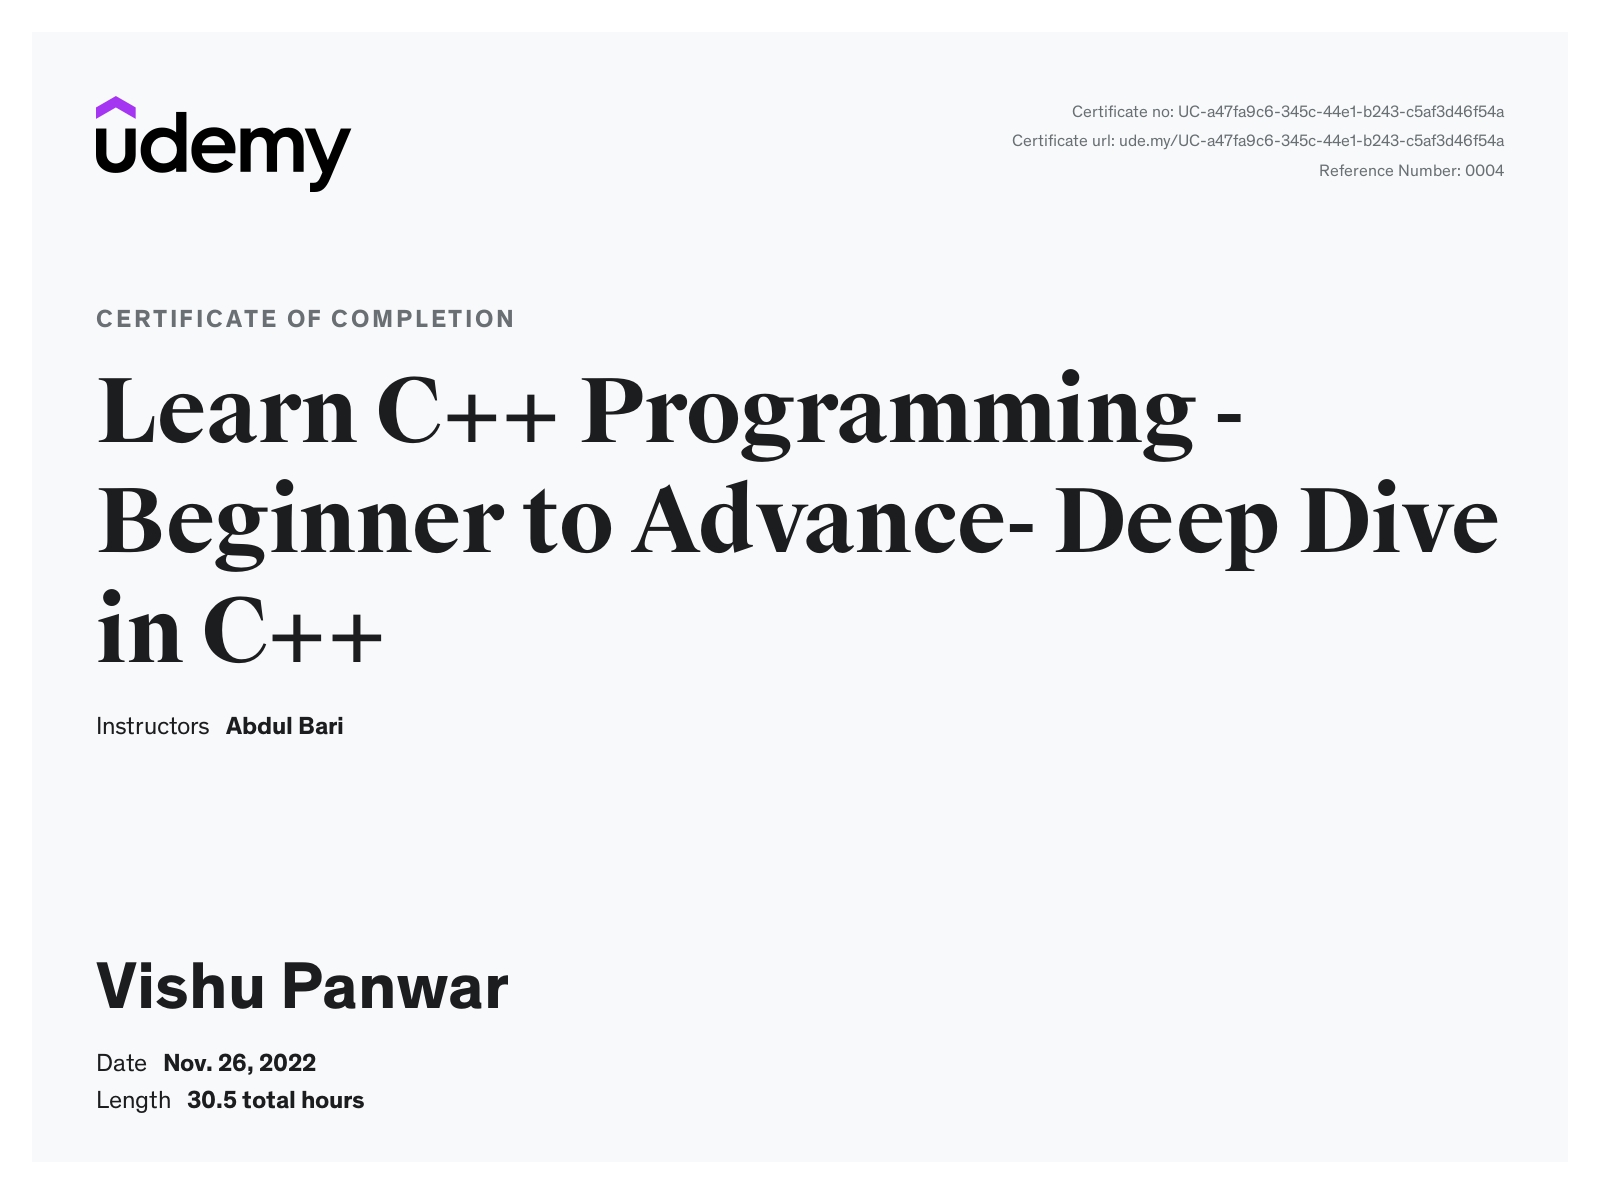 udemy
Certificate no: UC-a47fa9c6-345c-44e1-b243-c5af3d46f54a
Certificate url: ude.my/UC-a47fa9c6-345c-44e1-b243-c5af3d46f54a
Reference Number: 0004
CERTIFICATE OF COMPLETION
Learn C++ Programming -
Beginner to Advance- Deep Dive
in C++
Instructors Abdul Bari
Vishu Panwar
Date Nov. 26, 2022
Length 30.5 total hours